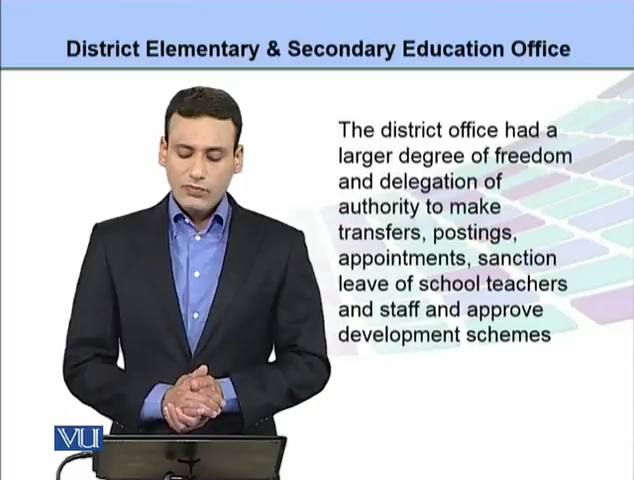 District Elementary & Secondary Education Office
The district office had a
larger degree of freedom
and delegation of
authority to make
transfers, postings,
appointments, sanction
leave of school teachers
and staff and approve
development schemes
VU